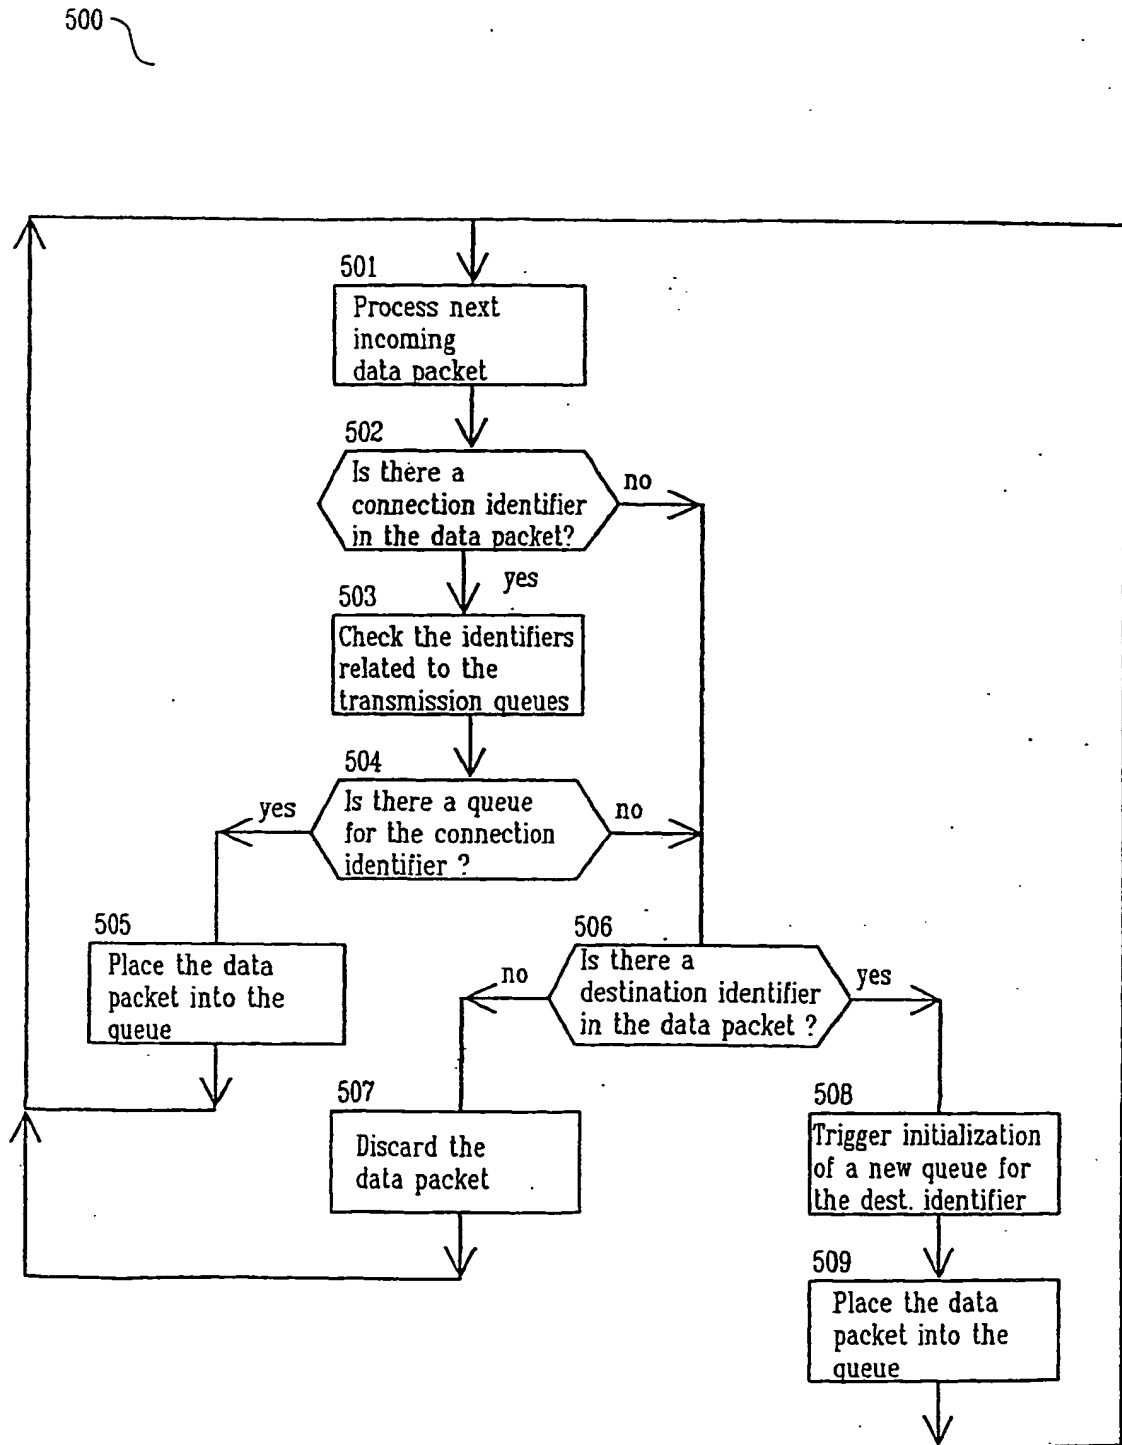 500
501
Process next
incoming
data packet
502
Is there a
connection identifier
in the data packet?
no
yes
503
Check the identifiers
related to the
transmission queues
504
Is there a queue
for the connection
identifier ?
yes
no
505
Place the data
packet into the
queue
506
Is there a
destination identifier
in the data packet ?
no
yes
507
Discard the
data packet
508
Trigger initialization
of a new queue for
the dest. identifier
509
Place the data
packet into the
queue